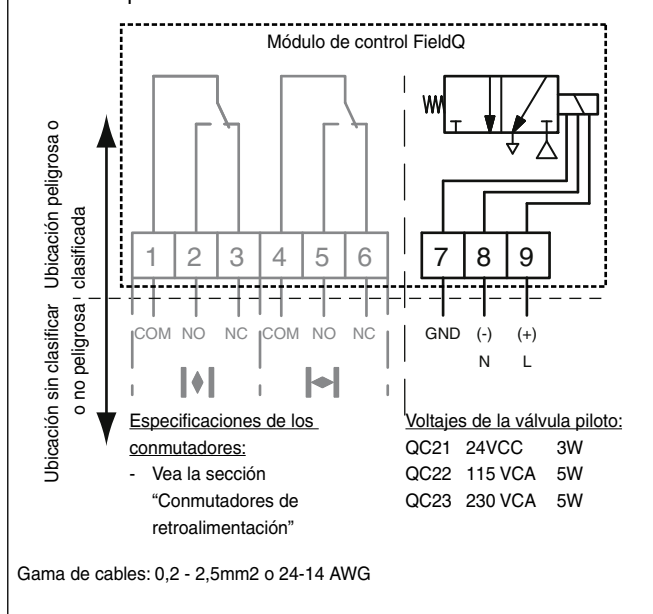 Módulo de control FieldQ
Ubicación peligrosa o
clasificada
Ubicación sin clasificar
o no peligrosa
1 2 3 4 5 6 7 8 9
COM NO NC COM NO NC GND (-) (+)
N L
Especificaciones de los
conmutadores:
- Vea la sección
“Conmutadores de
retroalimentación”
Voltajes de la válvula piloto:
QC21 24VCC 3W
QC22 115 VCA 5W
QC23 230 VCA 5W
Gama de cables: 0,2 - 2,5mm2 o 24-14 AWG